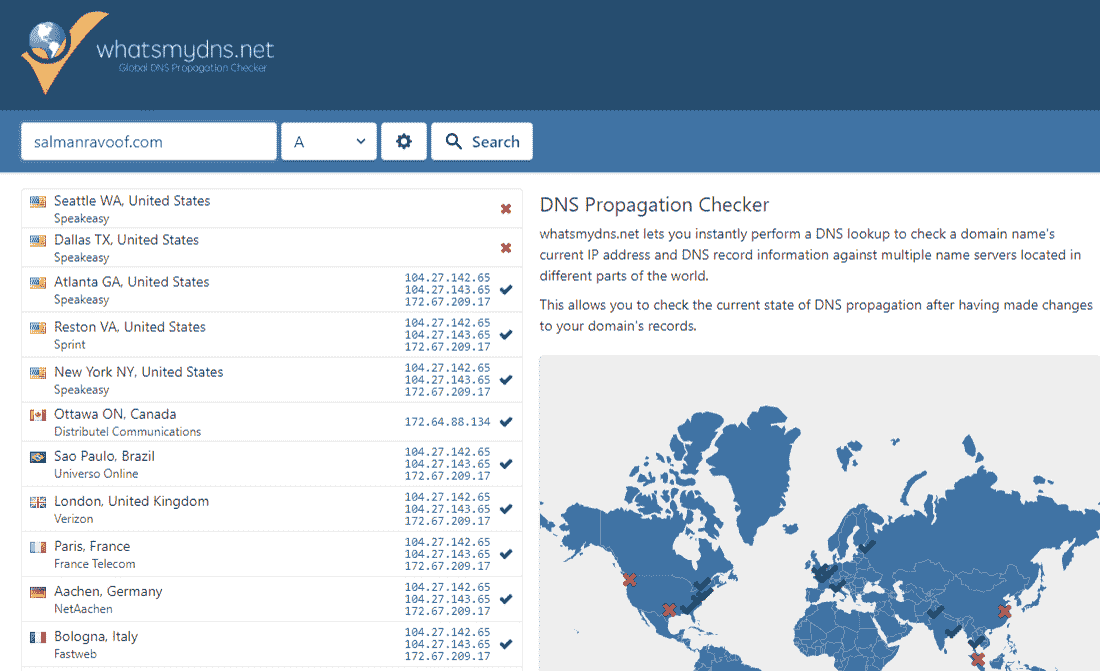 whatsmydns.net
Global DNS Propagation Checker
salmanravoof.com
A
Search
Seattle WA, United States
Speakeasy
Dallas TX, United States
Speakeasy
Atlanta GA, United States
Speakeasy
104.27.142.65
104.27.143.65
172.67.209.17
Reston VA, United States
Sprint
104.27.142.65
104.27.143.65
172.67.209.17
New York NY, United States
Speakeasy
104.27.142.65
104.27.143.65
172.67.209.17
Ottawa ON, Canada
Distributel Communications
172.64.88.134
Sao Paulo, Brazil
Universo Online
104.27.142.65
104.27.143.65
172.67.209.17
London, United Kingdom
Verizon
104.27.142.65
104.27.143.65
172.67.209.17
Paris, France
France Telecom
104.27.142.65
104.27.143.65
172.67.209.17
Aachen, Germany
NetAachen
104.27.142.65
104.27.143.65
172.67.209.17
Bologna, Italy
Fastweb
104.27.142.65
104.27.143.65
172.67.209.17
DNS Propagation Checker
whatsmydns.net lets you instantly perform a DNS lookup to check a domain name's
current IP address and DNS record information against multiple name servers located in
different parts of the world.
This allows you to check the current state of DNS propagation after having made changes
to your domain's records.